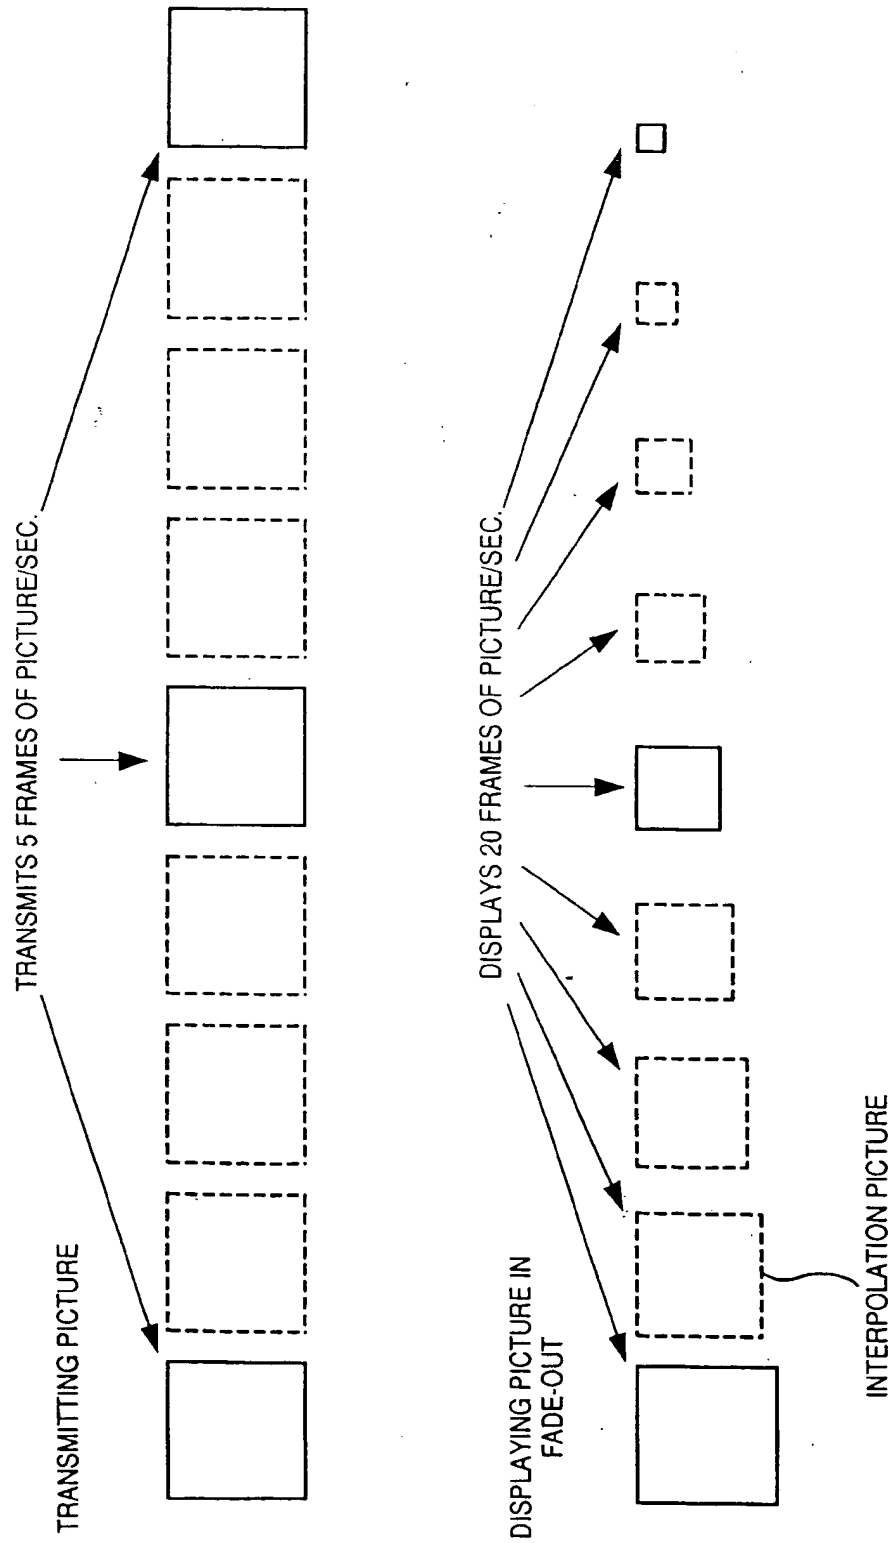 TRANSMITTING PICTURE
TRANSMITS 5 FRAMES OF PICTURE/SEC.
DISPLAYING PICTURE IN
FADE-OUT
DISPLAYS 20 FRAMES OF PICTURE/SEC.
INTERPOLATION PICTURE